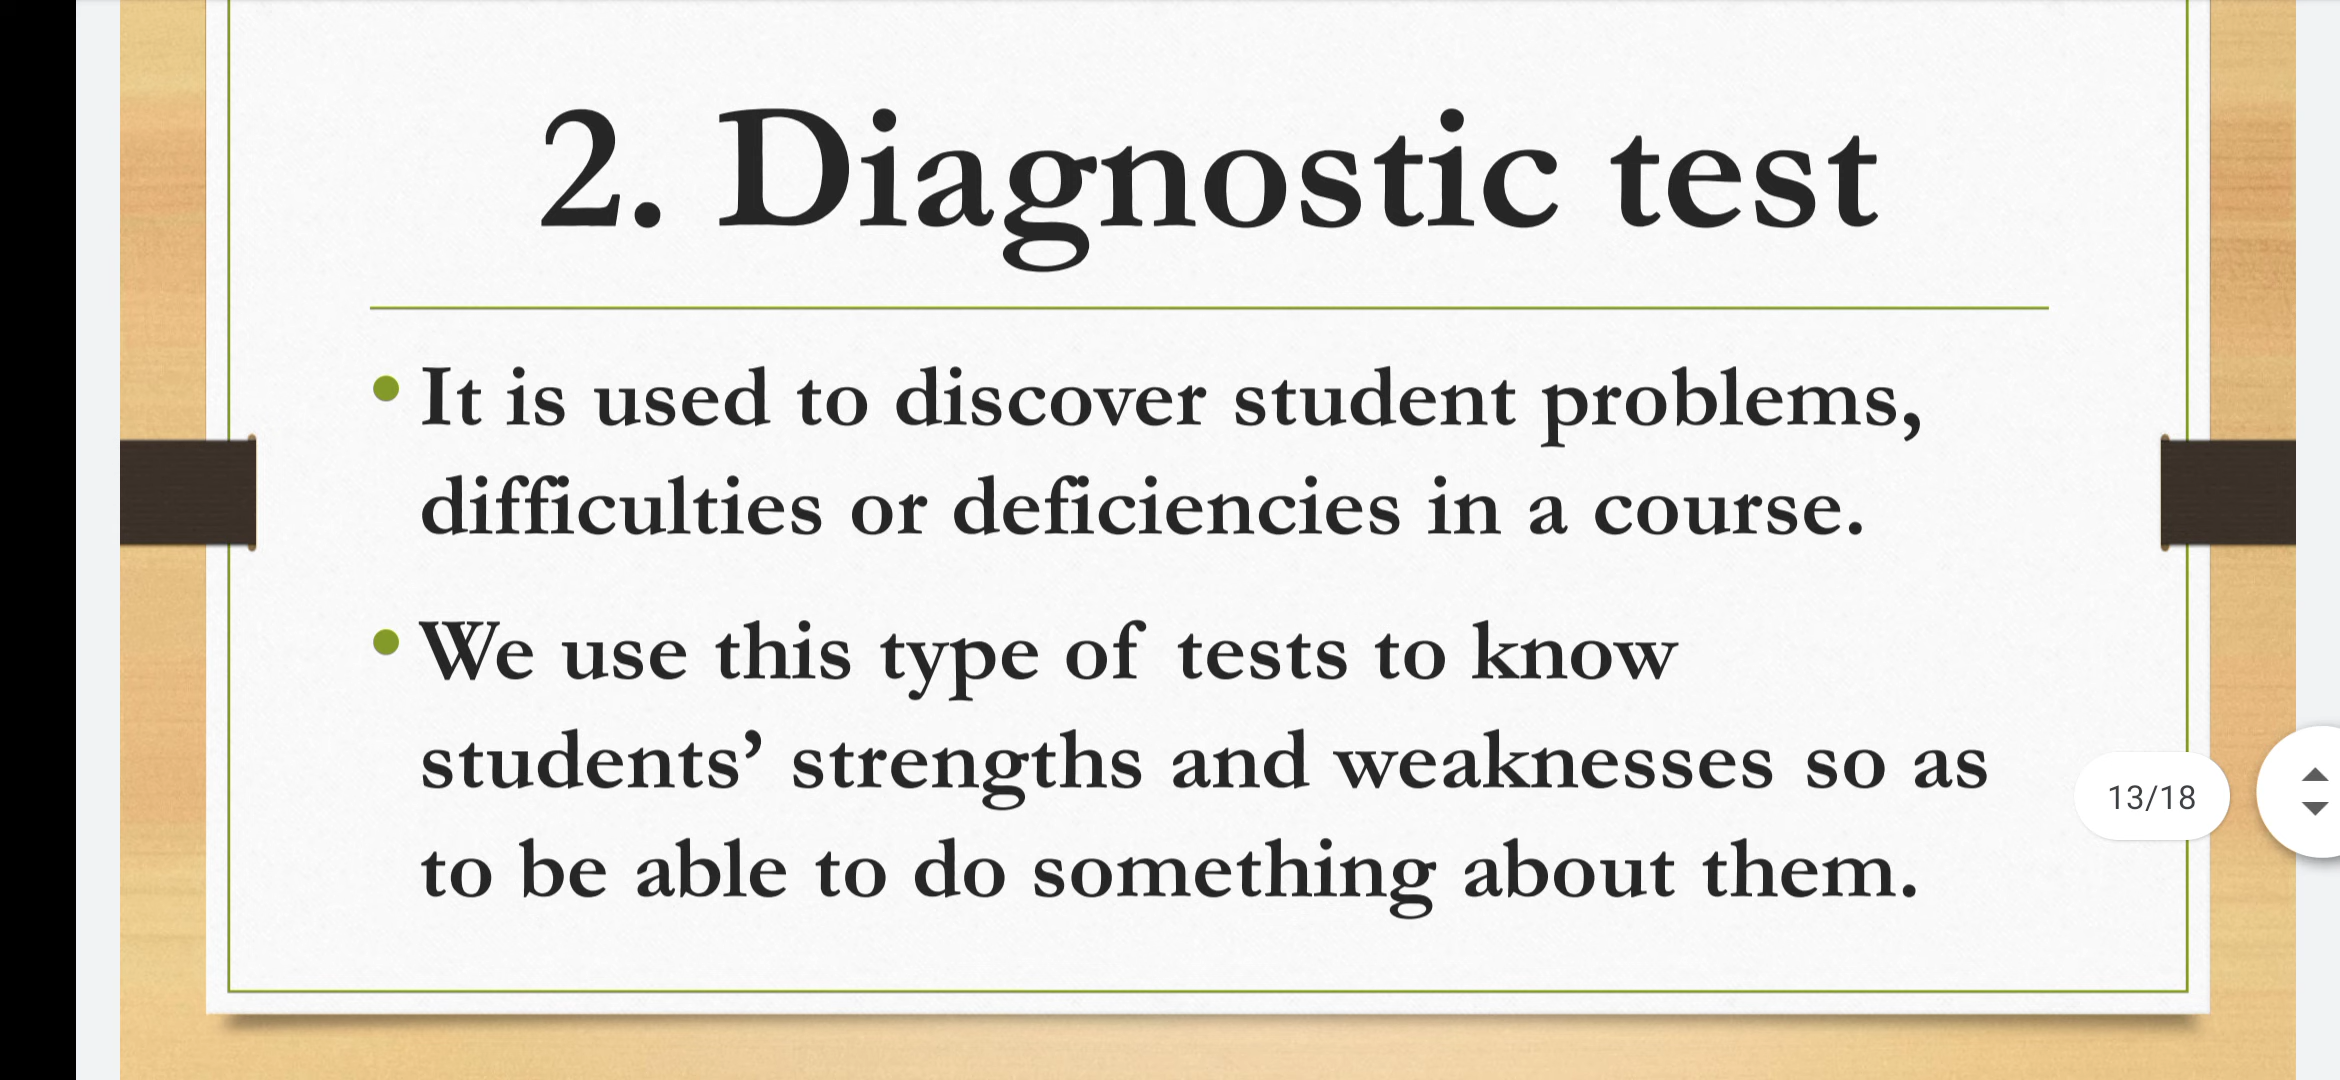 2. Diagnostic test
• It is used to discover student problems,
difficulties or deficiencies in a course.
• We use this type of tests to know
students’ strengths and weaknesses so as
to be able to do something about them.
13/18